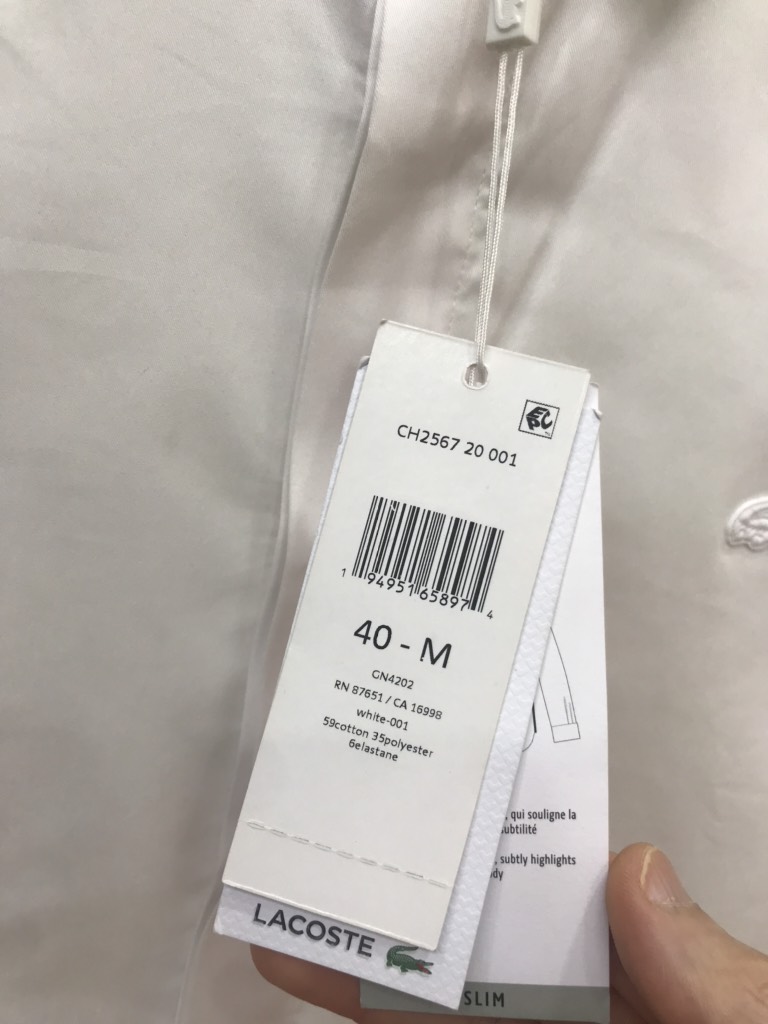 EPC
CH2567 20 001
1 94951 65897 4
40 - M
GN4202
RN 87651 / CA 16998
white-001
59cotton 35polyester
6elastane
LACOSTE
, qui souligne la
subtilité
, subtly highlights
SLIM